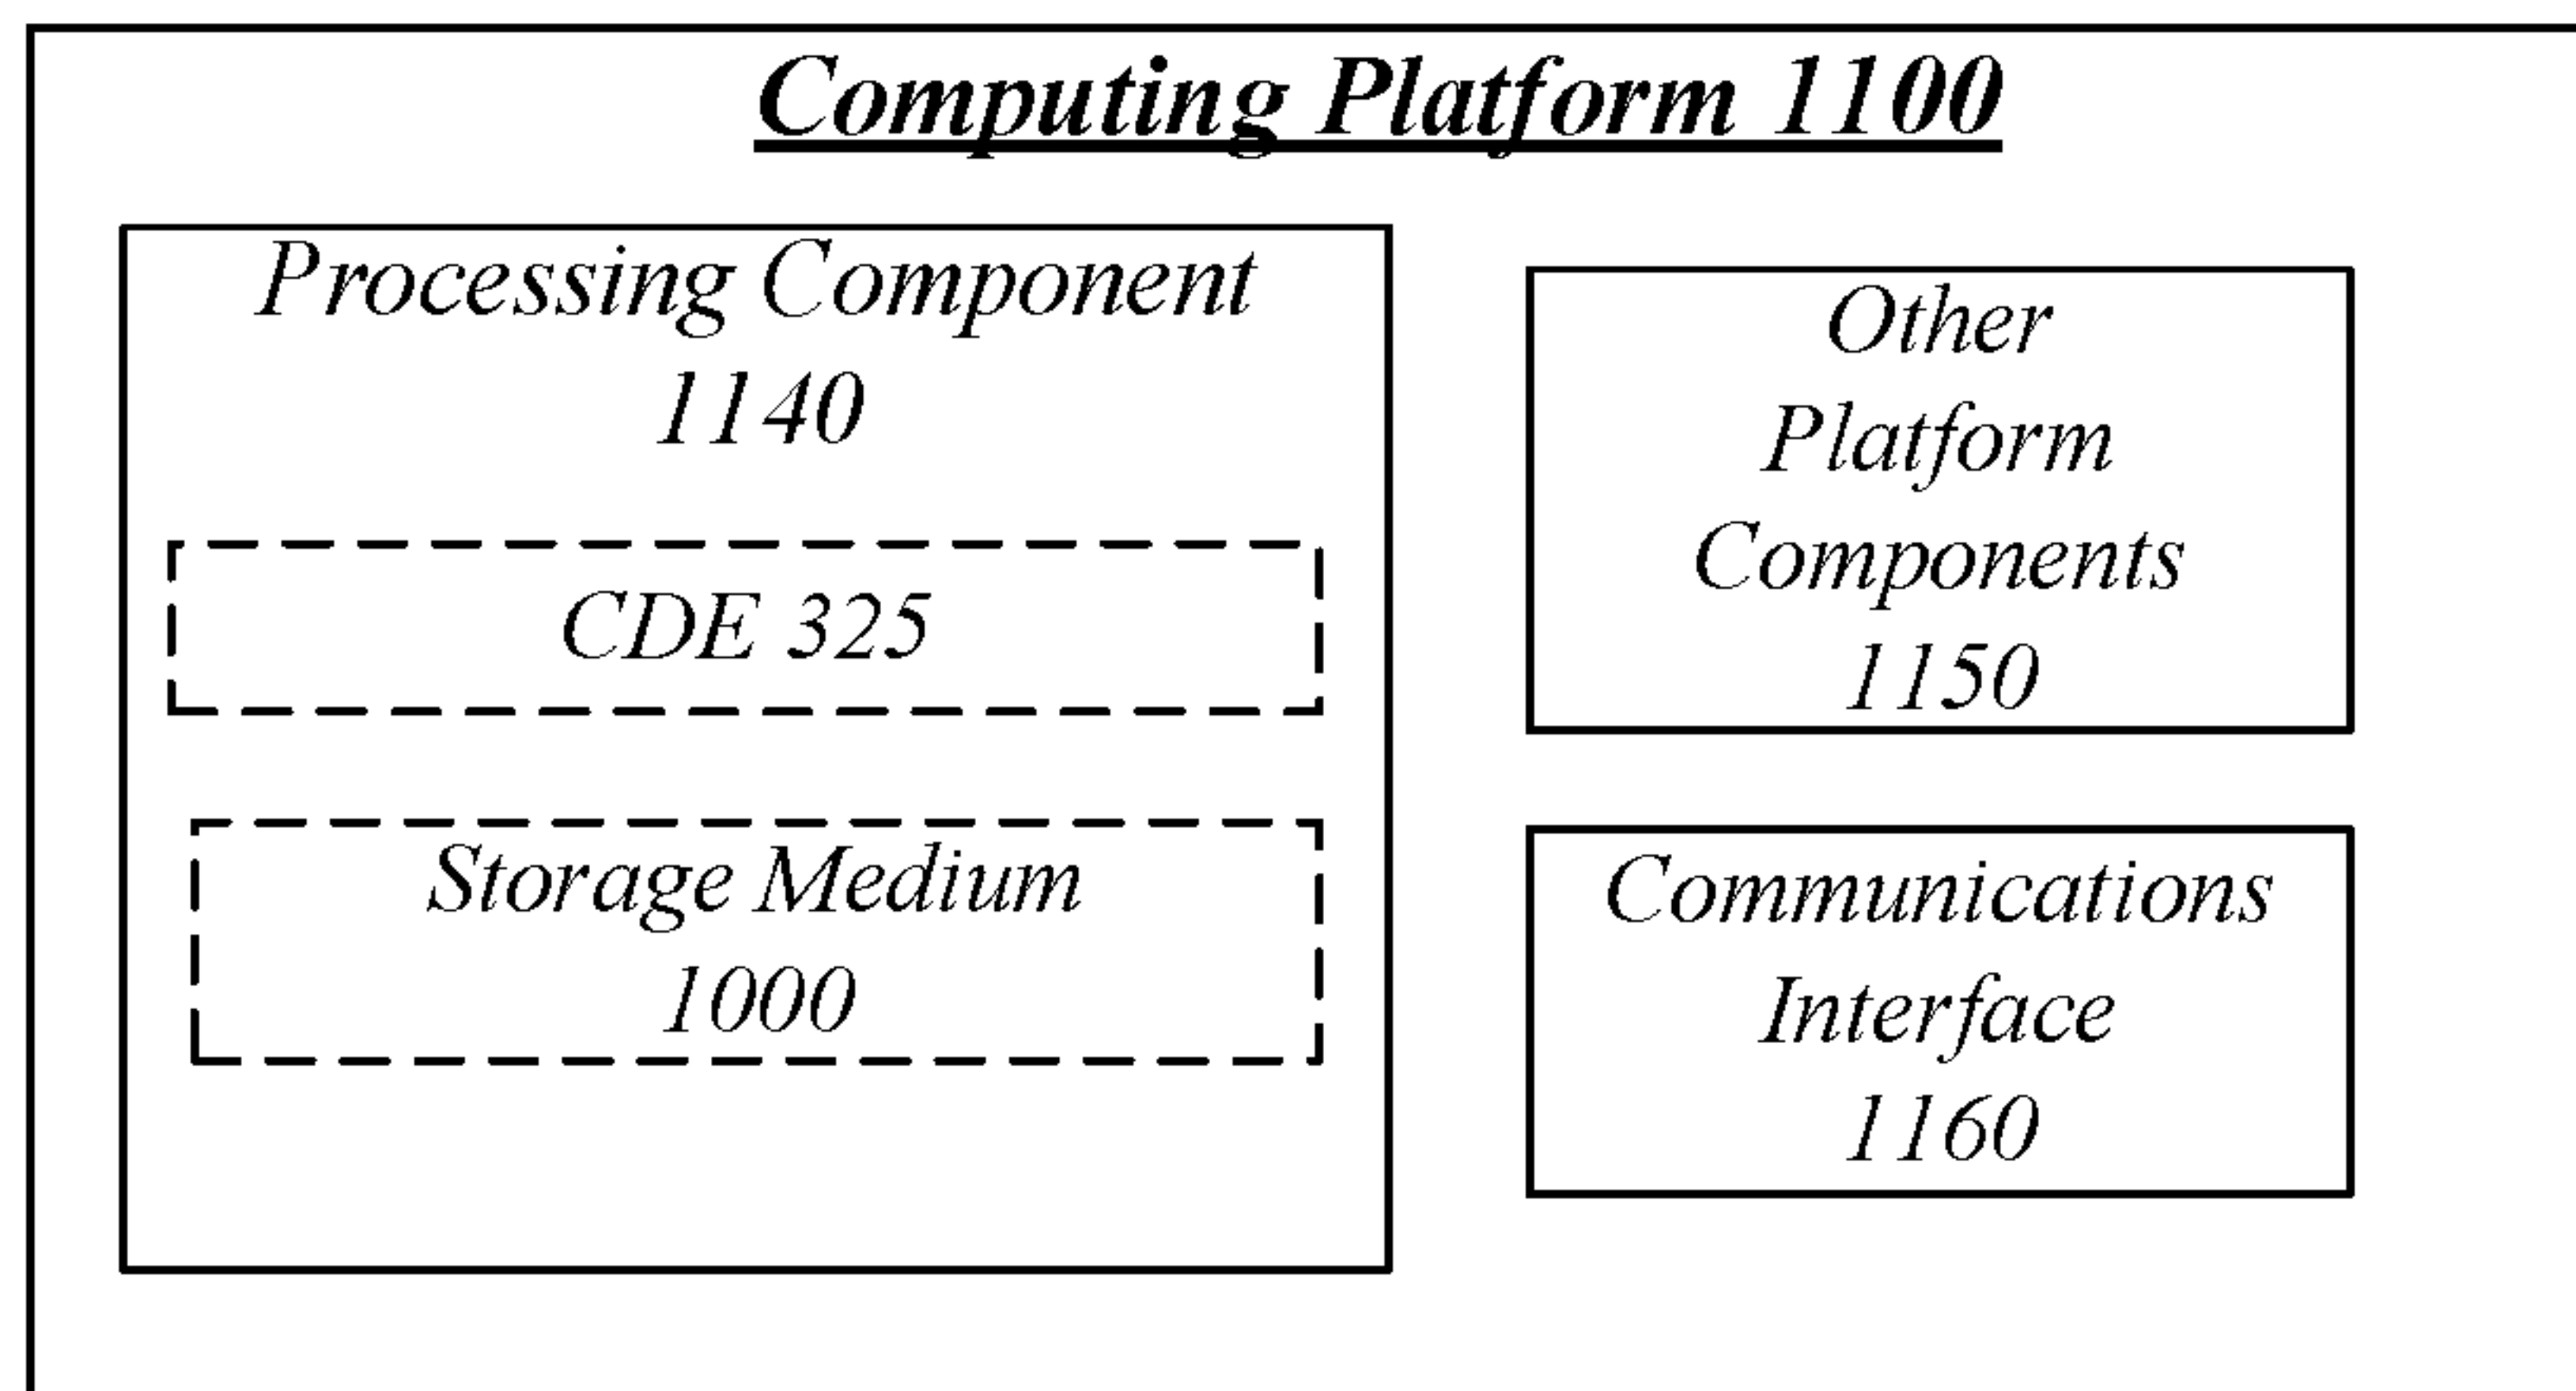 Computing Platform 1100
Processing Component
1140
CDE 325
Storage Medium
1000
Other
Platform
Components
1150
Communications
Interface
1160